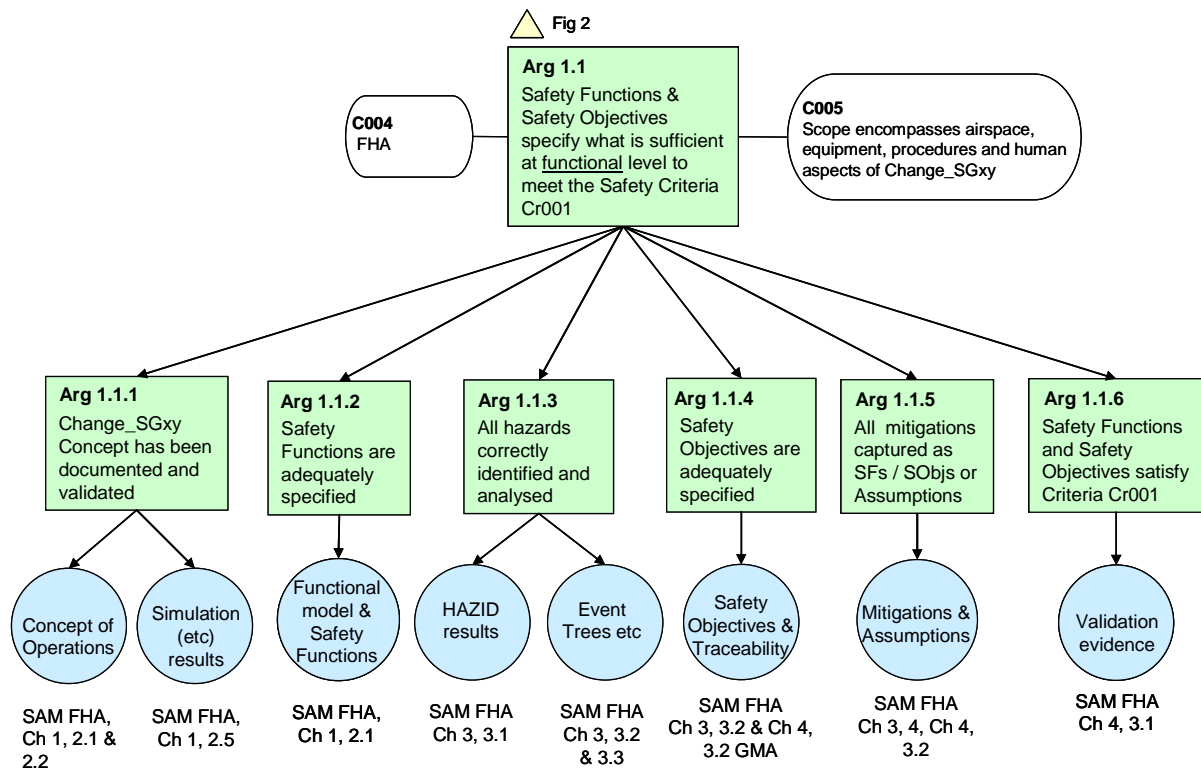 Fig 2
Arg 1.1
Safety Functions &
Safety Objectives
specify what is sufficient
at functional level to
meet the Safety Criteria
Cr001
C004
FHA
C005
Scope encompasses airspace,
equipment, procedures and human
aspects of Change_SGxy
Arg 1.1.1
Change_SGxy
Concept has been
documented and
validated
Arg 1.1.2
Safety
Functions are
adequately
specified
Arg 1.1.3
All hazards
correctly
identified and
analysed
Arg 1.1.4
Safety
Objectives are
adequately
specified
Arg 1.1.5
All mitigations
captured as
SFs / SObjs or
Assumptions
Arg 1.1.6
Safety Functions
and Safety
Objectives satisfy
Criteria Cr001
Concept of
Operations
Simulation
(etc)
results
Functional
model &
Safety
Functions
HAZID
results
Event
Trees etc
Safety
Objectives &
Traceability
Mitigations &
Assumptions
Validation
evidence
SAM FHA,
Ch 1, 2.1 &
2.2
SAM FHA,
Ch 1, 2.5
SAM FHA,
Ch 1, 2.1
SAM FHA
Ch 3, 3.1
SAM FHA
Ch 3, 3.2
& 3.3
SAM FHA
Ch 3, 3.2 & Ch 4,
3.2 GMA
SAM FHA
Ch 3, 4, Ch 4,
3.2
SAM FHA
Ch 4, 3.1